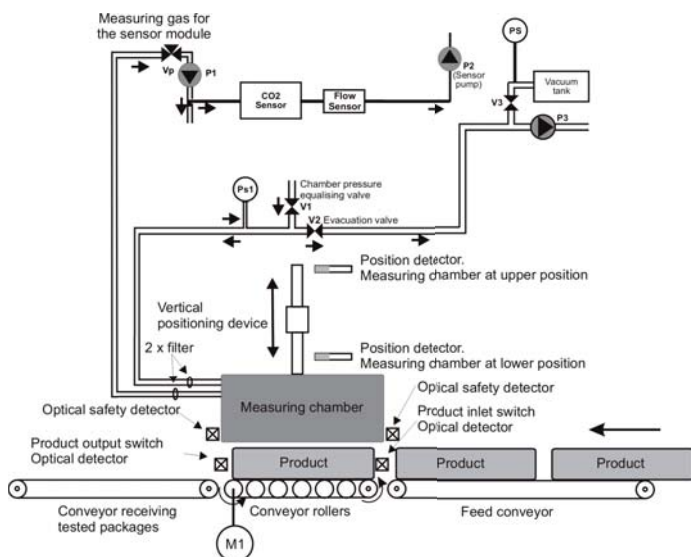 Measuring gas for
the sensor module
Vp
P1
CO2
Sensor
Flow
Sensor
P2
(Sensor
pump)
PS
Vacuum
tank
V3
P3
Ps1
Chamber pressure
equalising valve
V1
V2 Evacuation valve
Position detector.
Measuring chamber at upper position
Vertical
positioning device
2 x filter
Position detector.
Measuring chamber at lower position
Measuring chamber
Optical safety detector
Optical safety detector
Product inlet switch
Optical detector
Product output switch
Optical detector
Product
Product
Product
Conveyor receiving
tested packages
Conveyor rollers
Feed conveyor
M1